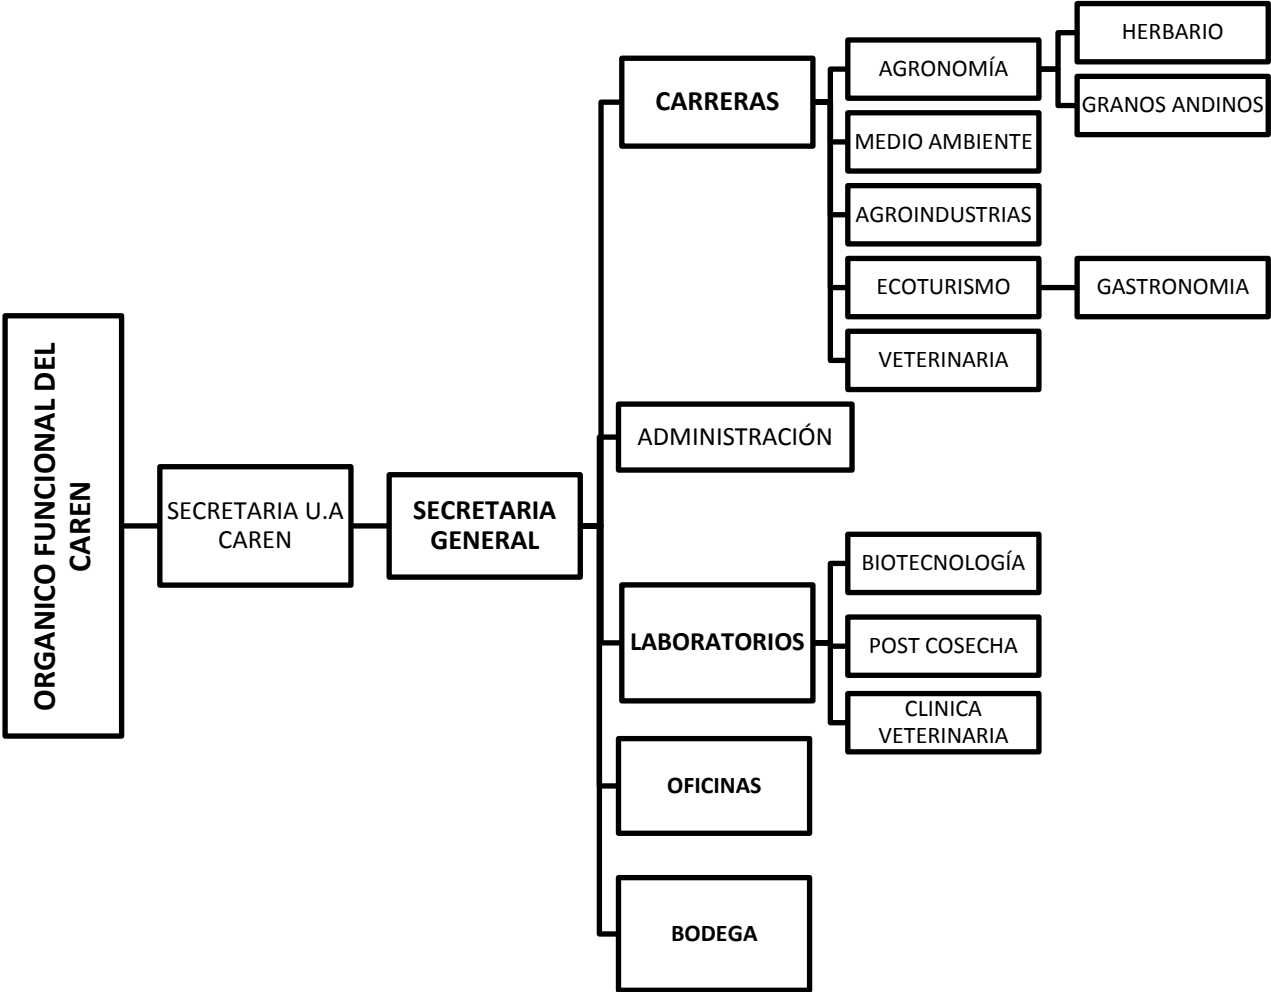 ORGANICO FUNCIONAL DEL
CAREN
SECRETARIA U.A
CAREN
SECRETARIA
GENERAL
CARRERAS
AGRONOMÍA
HERBARIO
GRANOS ANDINOS
MEDIO AMBIENTE
AGROINDUSTRIAS
ECOTURISMO
GASTRONOMIA
VETERINARIA
ADMINISTRACIÓN
LABORATORIOS
BIOTECNOLOGÍA
POST COSECHA
CLINICA
VETERINARIA
OFICINAS
BODEGA